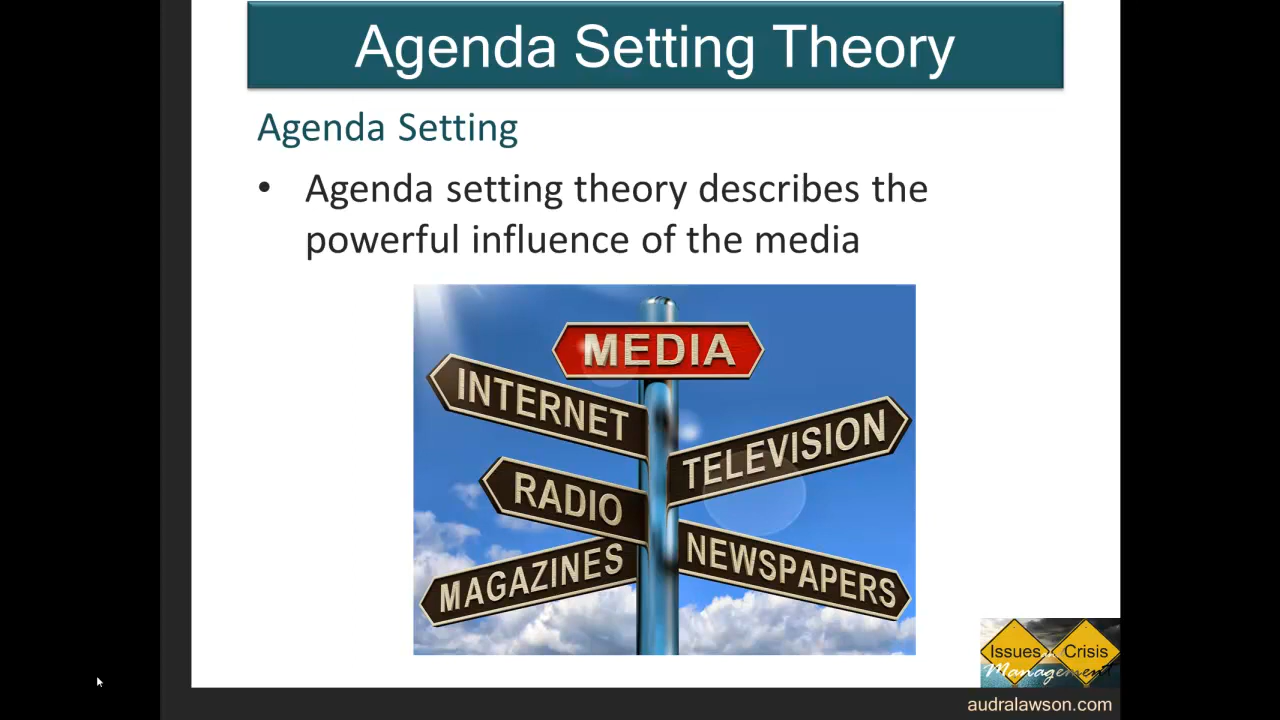 Agenda Setting Theory
Agenda Setting
• Agenda setting theory describes the
powerful influence of the media
MEDIA
INTERNET
TELEVISION
RADIO
NEWSPAPERS
MAGAZINES
Issues Crisis
Management
audralawson.com